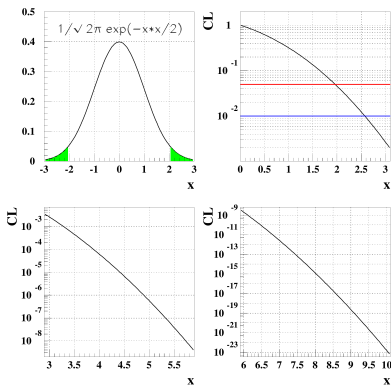 1/√2π exp(−x*x/2)
0.5
0.4
0.3
0.2
0.1
0
-3 -2 -1 0 1 2 3
x
CL
1
10 -1
10 -2
0 0.5 1 1.5 2 2.5 3
x
CL
10 -3
10 -4
10 -5
10 -6
10 -7
10 -8
3 3.5 4 4.5 5 5.5
x
CL
10 -9
10 -11
10 -13
10 -15
10 -17
10 -19
10 -21
10 -23
6 6.5 7 7.5 8 8.5 9 9.5 10
x